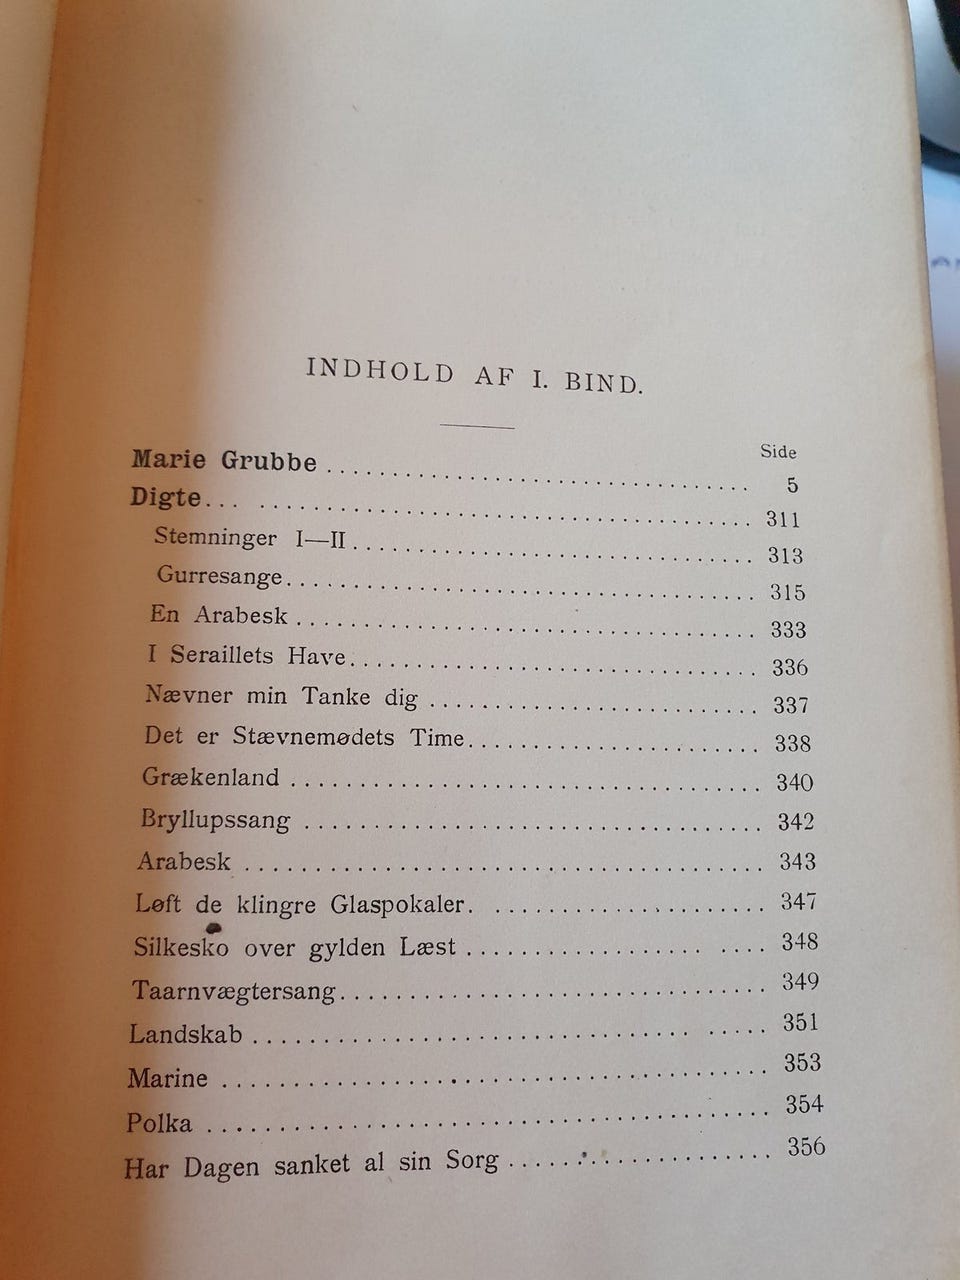 INDHOLD AF I. BIND.
Side
Marie Grubbe 5
Digte 311
Stemninger I—II 313
Gurresange 315
En Arabesk 333
I Seraillets Have 336
Nævner min Tanke dig 337
Det er Stævnemødets Time 338
Grækenland 340
Bryllupssang 342
Arabesk 343
Løft de klingre Glaspokaler. 347
Silkesko over gylden Læst 348
Taarnvægtersang 349
Landskab 351
Marine 353
Polka 354
Har Dagen sanket al sin Sorg 356